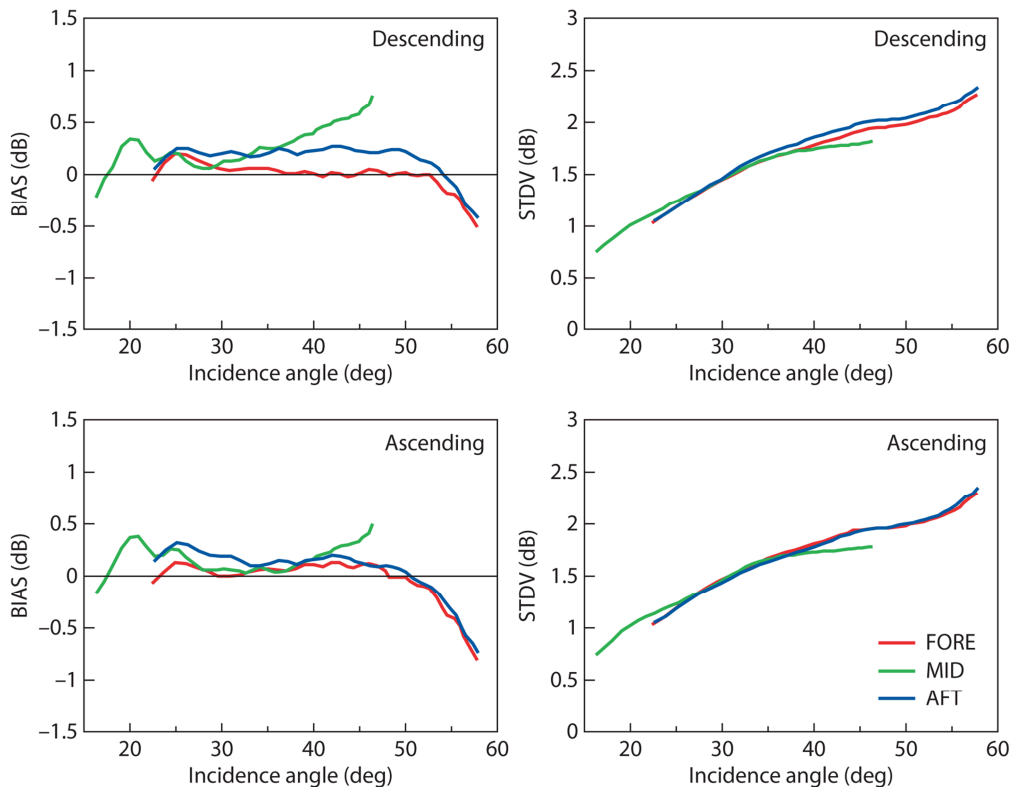 1.5
1
0.5
0
−0.5
−1
−1.5
BIAS (dB)
Descending
20 30 40 50 60
Incidence angle (deg)
3
2.5
2
1.5
1
0.5
0
STDV (dB)
Descending
20 30 40 50 60
Incidence angle (deg)
1.5
1
0.5
0
−0.5
−1
−1.5
BIAS (dB)
Ascending
20 30 40 50 60
Incidence angle (deg)
3
2.5
2
1.5
1
0.5
0
STDV (dB)
Ascending
FORE
MID
AFT
20 30 40 50 60
Incidence angle (deg)